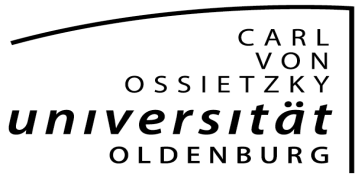 CARL
VON
OSSIETZKY
universität
OLDENBURG